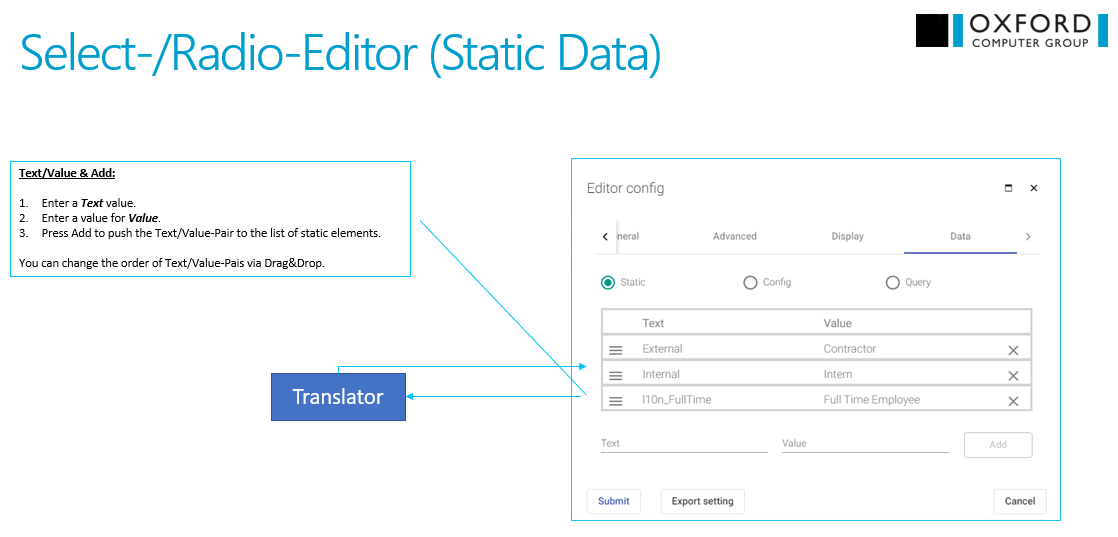 Select-/Radio-Editor (Static Data)
OXFORD
COMPUTER GROUP
Text/Value & Add:
1. Enter a Text value.
2. Enter a value for Value.
3. Press Add to push the Text/Value-Pair to the list of static elements.
You can change the order of Text/Value-Pais via Drag&Drop.
Translator
Editor config
neral Advanced Display Data
Static Config Query
Text Value
External Contractor
Internal Intern
l10n_FullTime Full Time Employee
Text Value Add
Submit Export setting Cancel